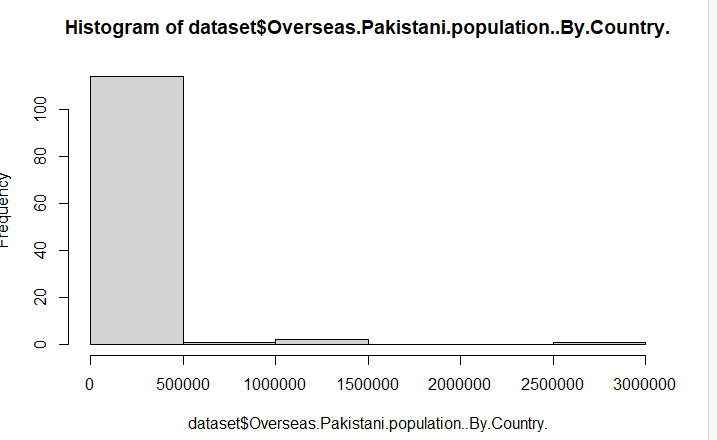 Histogram of dataset$Overseas.Pakistani.population..By.Country.
Frequency
100
80
60
40
20
0
0 500000 1000000 1500000 2000000 2500000 3000000
dataset$Overseas.Pakistani.population..By.Country.